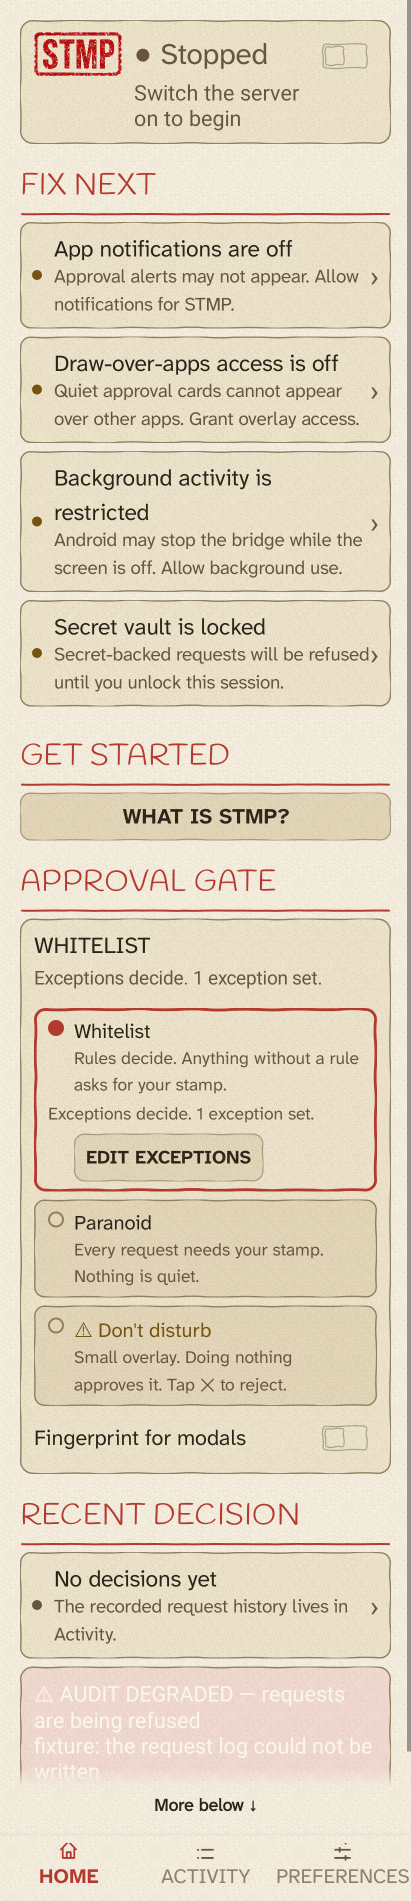 STMP
● Stopped
Switch the server
on to begin
FIX NEXT
App notifications are off
Approval alerts may not appear. Allow
notifications for STMP.
Draw-over-apps access is off
Quiet approval cards cannot appear
over other apps. Grant overlay access.
Background activity is
restricted
Android may stop the bridge while the
screen is off. Allow background use.
Secret vault is locked
Secret-backed requests will be refused
until you unlock this session.
GET STARTED
WHAT IS STMP?
APPROVAL GATE
WHITELIST
Exceptions decide. 1 exception set.
Whitelist
Rules decide. Anything without a rule
asks for your stamp.
Exceptions decide. 1 exception set.
EDIT EXCEPTIONS
Paranoid
Every request needs your stamp.
Nothing is quiet.
⚠ Don't disturb
Small overlay. Doing nothing
approves it. Tap ✕ to reject.
Fingerprint for modals
RECENT DECISION
No decisions yet
The recorded request history lives in
Activity.
⚠ AUDIT DEGRADED — requests
are being refused
fixture: the request log could not be
written
More below ↓
HOME
ACTIVITY
PREFERENCES